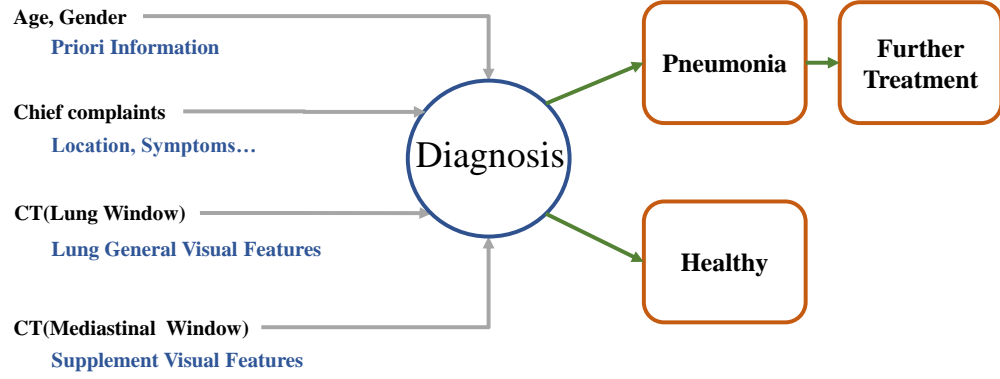 Age, Gender
Priori Information
Chief complaints
Location, Symptoms…
CT(Lung Window)
Lung General Visual Features
CT(Mediastinal Window)
Supplement Visual Features
Diagnosis
Pneumonia
Further
Treatment
Healthy